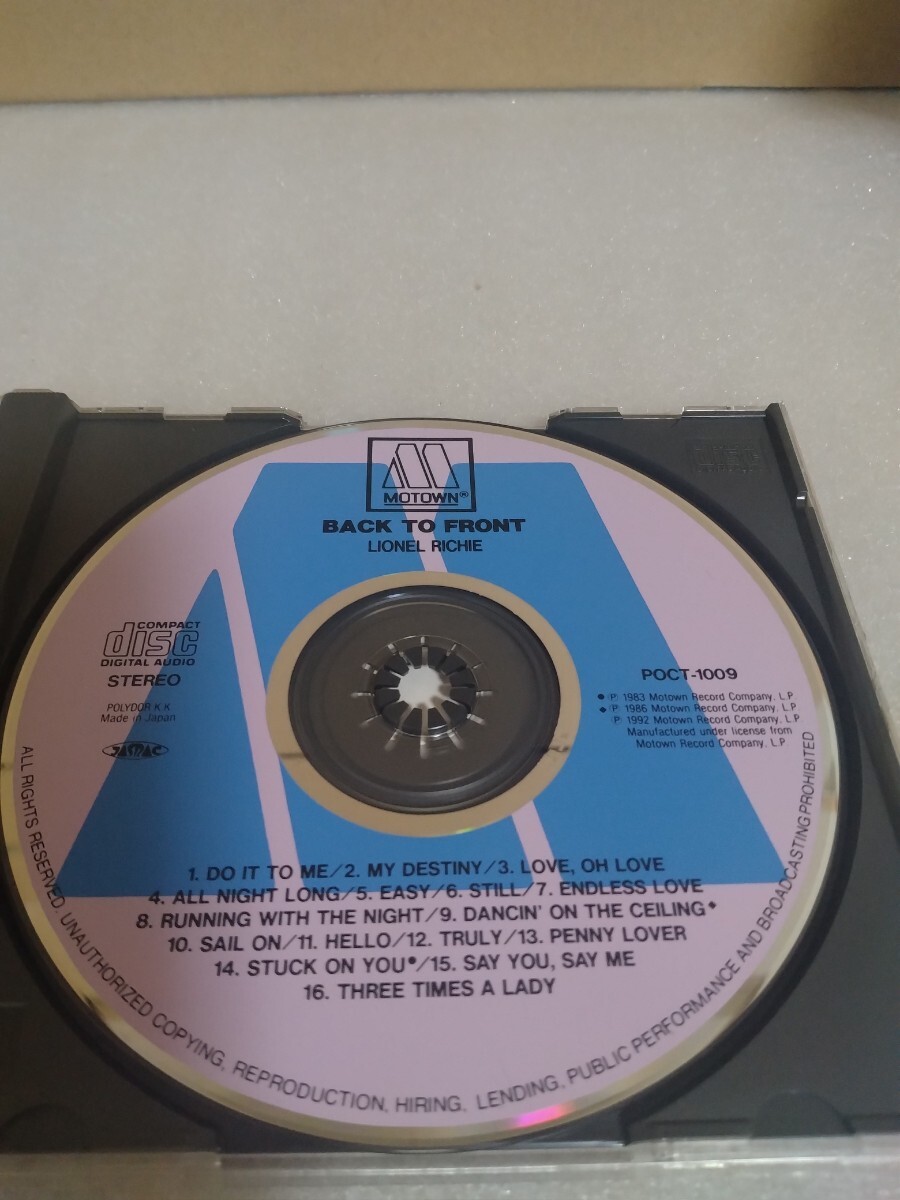 MOTOWN®
BACK TO FRONT
LIONEL RICHIE
COMPACT
disc
DIGITAL AUDIO
STEREO
POLYDOR K.K
Made in Japan
JASRAC
POCT-1009
● ℗ 1983 Motown Record Company, L.P
◆ ℗ 1986 Motown Record Company, L.P
℗ 1992 Motown Record Company, L.P
Manufactured under license from
Motown Record Company, L.P
1. DO IT TO ME/2. MY DESTINY/3. LOVE, OH LOVE
4. ALL NIGHT LONG/5. EASY/6. STILL/7. ENDLESS LOVE
8. RUNNING WITH THE NIGHT/9. DANCIN' ON THE CEILING◆
10. SAIL ON/11. HELLO/12. TRULY/13. PENNY LOVER
14. STUCK ON YOU●/15. SAY YOU, SAY ME
16. THREE TIMES A LADY
ALL RIGHTS RESERVED. UNAUTHORIZED COPYING, REPRODUCTION, HIRING, LENDING, PUBLIC PERFORMANCE AND BROADCASTING PROHIBITED
disc